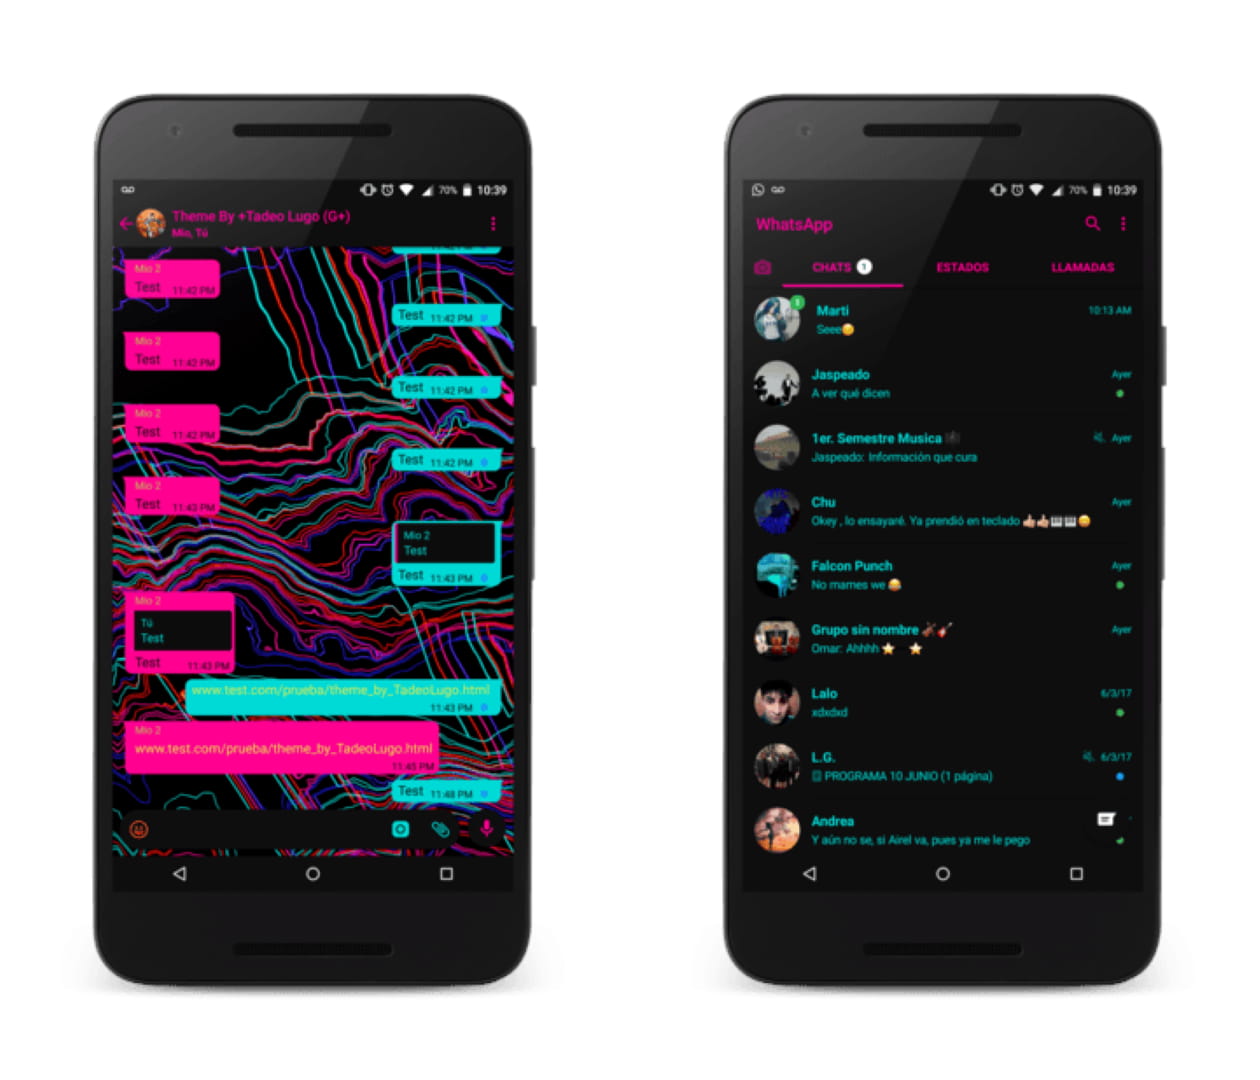 70% 10:39
Theme By +Tadeo Lugo (G+)
Mio, Tú
11:42 PM
Mio 2
Test 11:42 PM
Test 11:42 PM
Mio 2
Test 11:42 PM
Test 11:42 PM
Mio 2
Test 11:42 PM
Test 11:42 PM
Mio 2
Test 11:43 PM
Mio 2
Test
Test 11:43 PM
Mio 2
Tú
Test
Test 11:43 PM
www.test.com/prueba/theme_by_TadeoLugo.html
11:43 PM
Mio 2
www.test.com/prueba/theme_by_TadeoLugo.html
11:45 PM
Test 11:48 PM
70% 10:39
WhatsApp
CHATS 1 ESTADOS LLAMADAS
1
Marti 10:13 AM
Seee
Jaspeado Ayer
A ver qué dicen
1er. Semestre Musica Ayer
Jaspeado: Información que cura
Chu Ayer
Okey , lo ensayaré. Ya prendió en teclado
Falcon Punch Ayer
No mames we
Grupo sin nombre Ayer
Omar: Ahhhh
Lalo 6/3/17
xdxdxd
L.G. 6/3/17
PROGRAMA 10 JUNIO (1 página)
Andrea
Y aún no se, si Airel va, pues ya me le pego